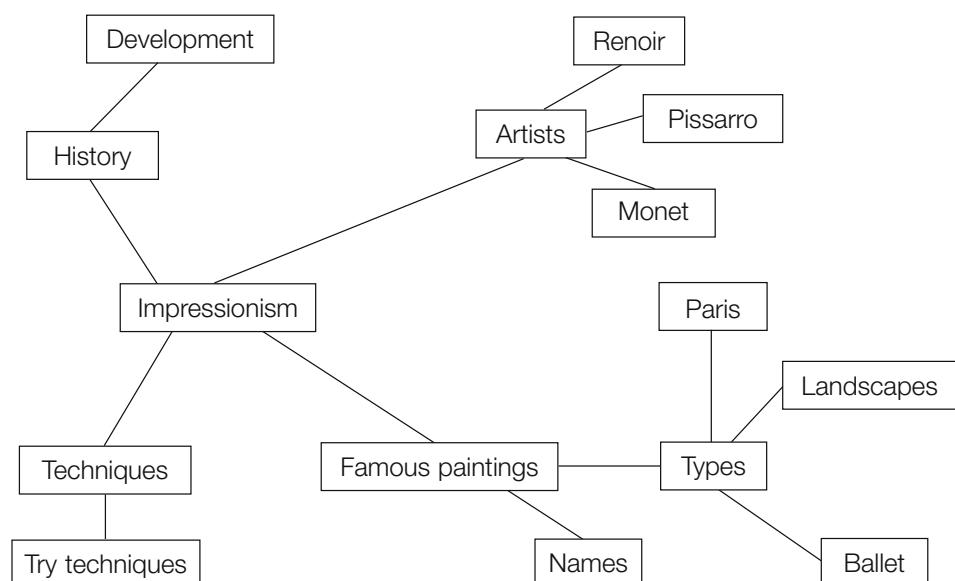 Development
Renoir
Pissarro
Artists
History
Monet
Impressionism
Paris
Landscapes
Techniques
Famous paintings
Types
Try techniques
Names
Ballet